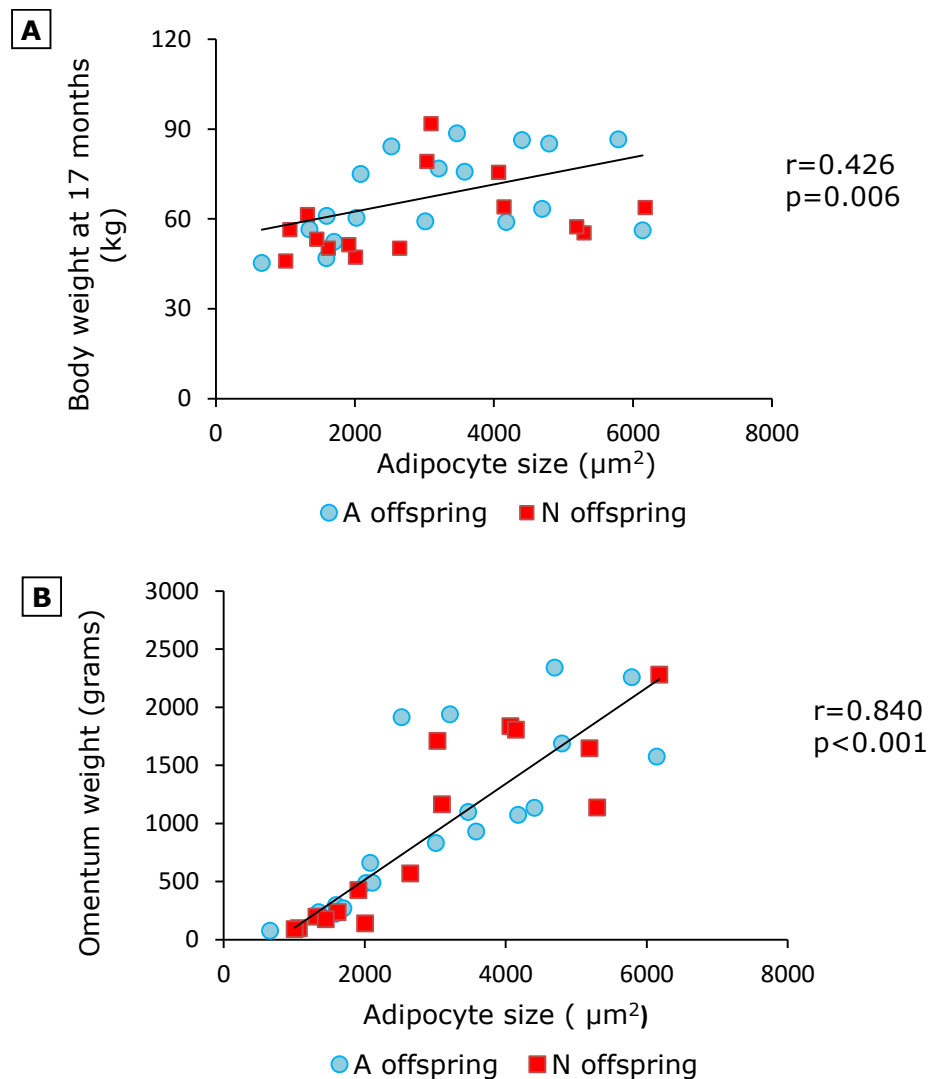 A
120
90
60
30
0
Body weight at 17 months
(kg)
0 2000 4000 6000 8000
Adipocyte size (µm²)
A offspring N offspring
r=0.426
p=0.006
B
3000
2500
2000
1500
1000
500
0
Omentum weight (grams)
0 2000 4000 6000 8000
Adipocyte size ( µm²)
A offspring N offspring
r=0.840
p<0.001